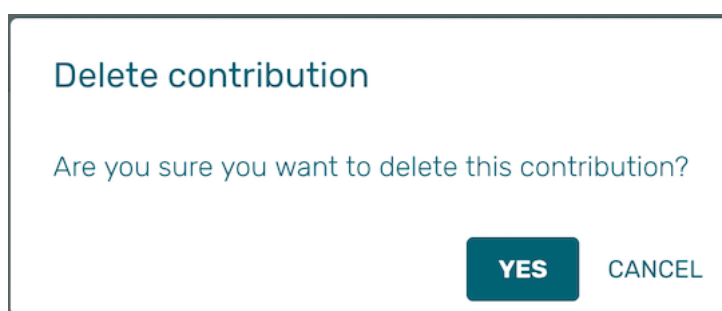 Delete contribution
Are you sure you want to delete this contribution?
YES CANCEL